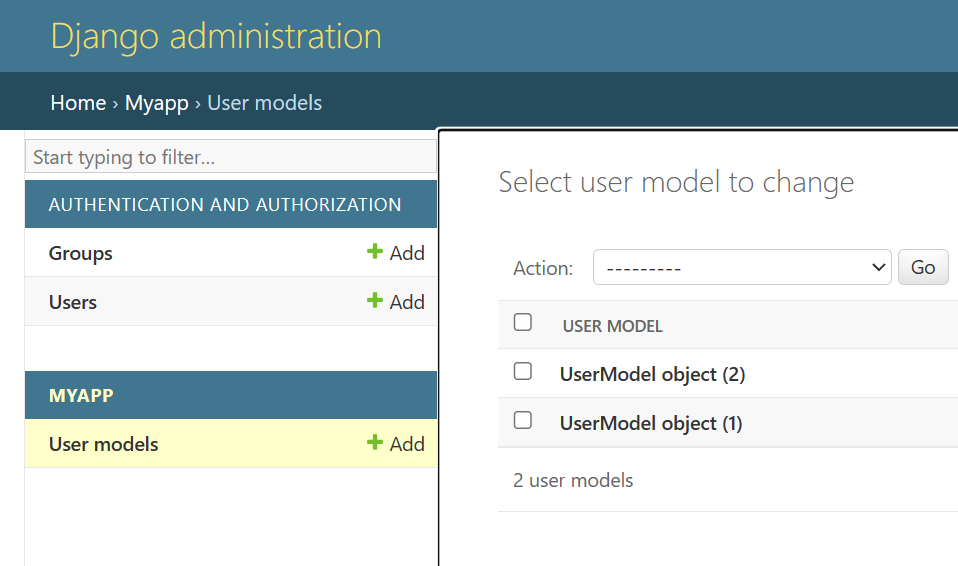 Django administration
Home › Myapp › User models
Start typing to filter...
AUTHENTICATION AND AUTHORIZATION
Groups + Add
Users + Add
MYAPP
User models + Add
Select user model to change
Action: --------- Go
USER MODEL
UserModel object (2)
UserModel object (1)
2 user models